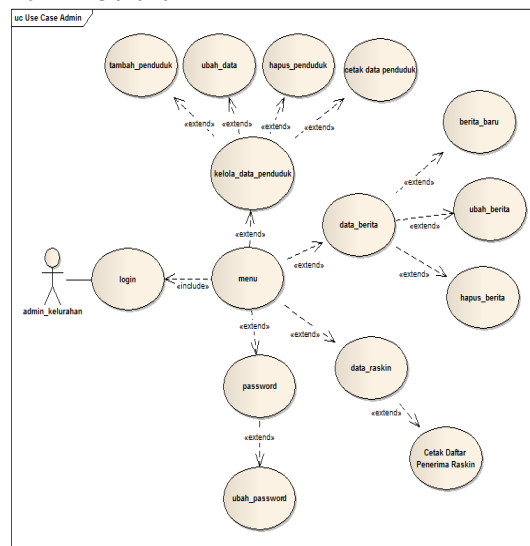 uc Use Case Admin
tambah_penduduk
ubah_data
hapus_penduduk
cetak data penduduk
«extend»
«extend»
«extend»
«extend»
berita_baru
kelola_data_penduduk
«extend»
ubah_berita
«extend»
data_berita
«extend»
«extend»
«extend»
hapus_berita
admin_kelurahan
login
«include»
menu
«extend»
«extend»
password
data_raskin
«extend»
«extend»
Cetak Daftar
Penerima Raskin
ubah_password